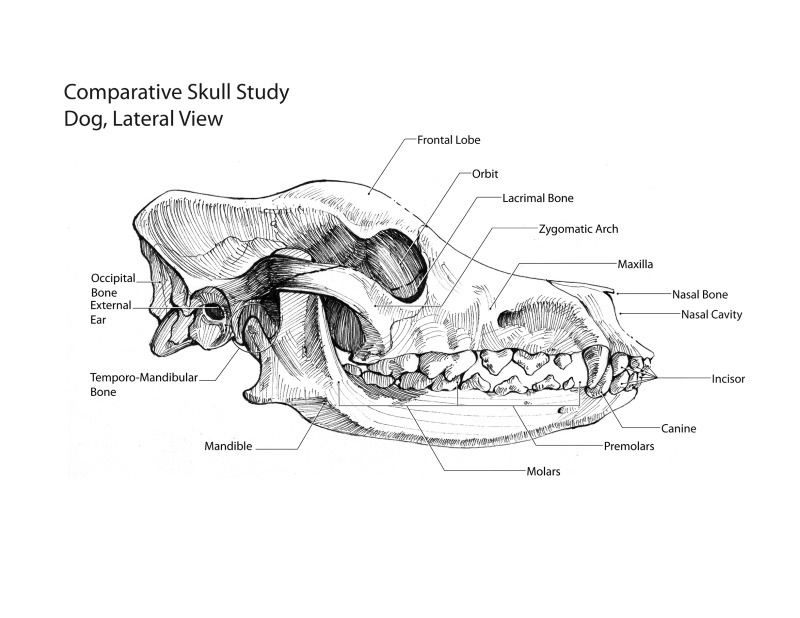 Comparative Skull Study
Dog, Lateral View
Frontal Lobe
Orbit
Lacrimal Bone
Zygomatic Arch
Maxilla
Nasal Bone
Nasal Cavity
Incisor
Canine
Premolars
Molars
Mandible
Temporo-Mandibular
Bone
External
Ear
Occipital
Bone